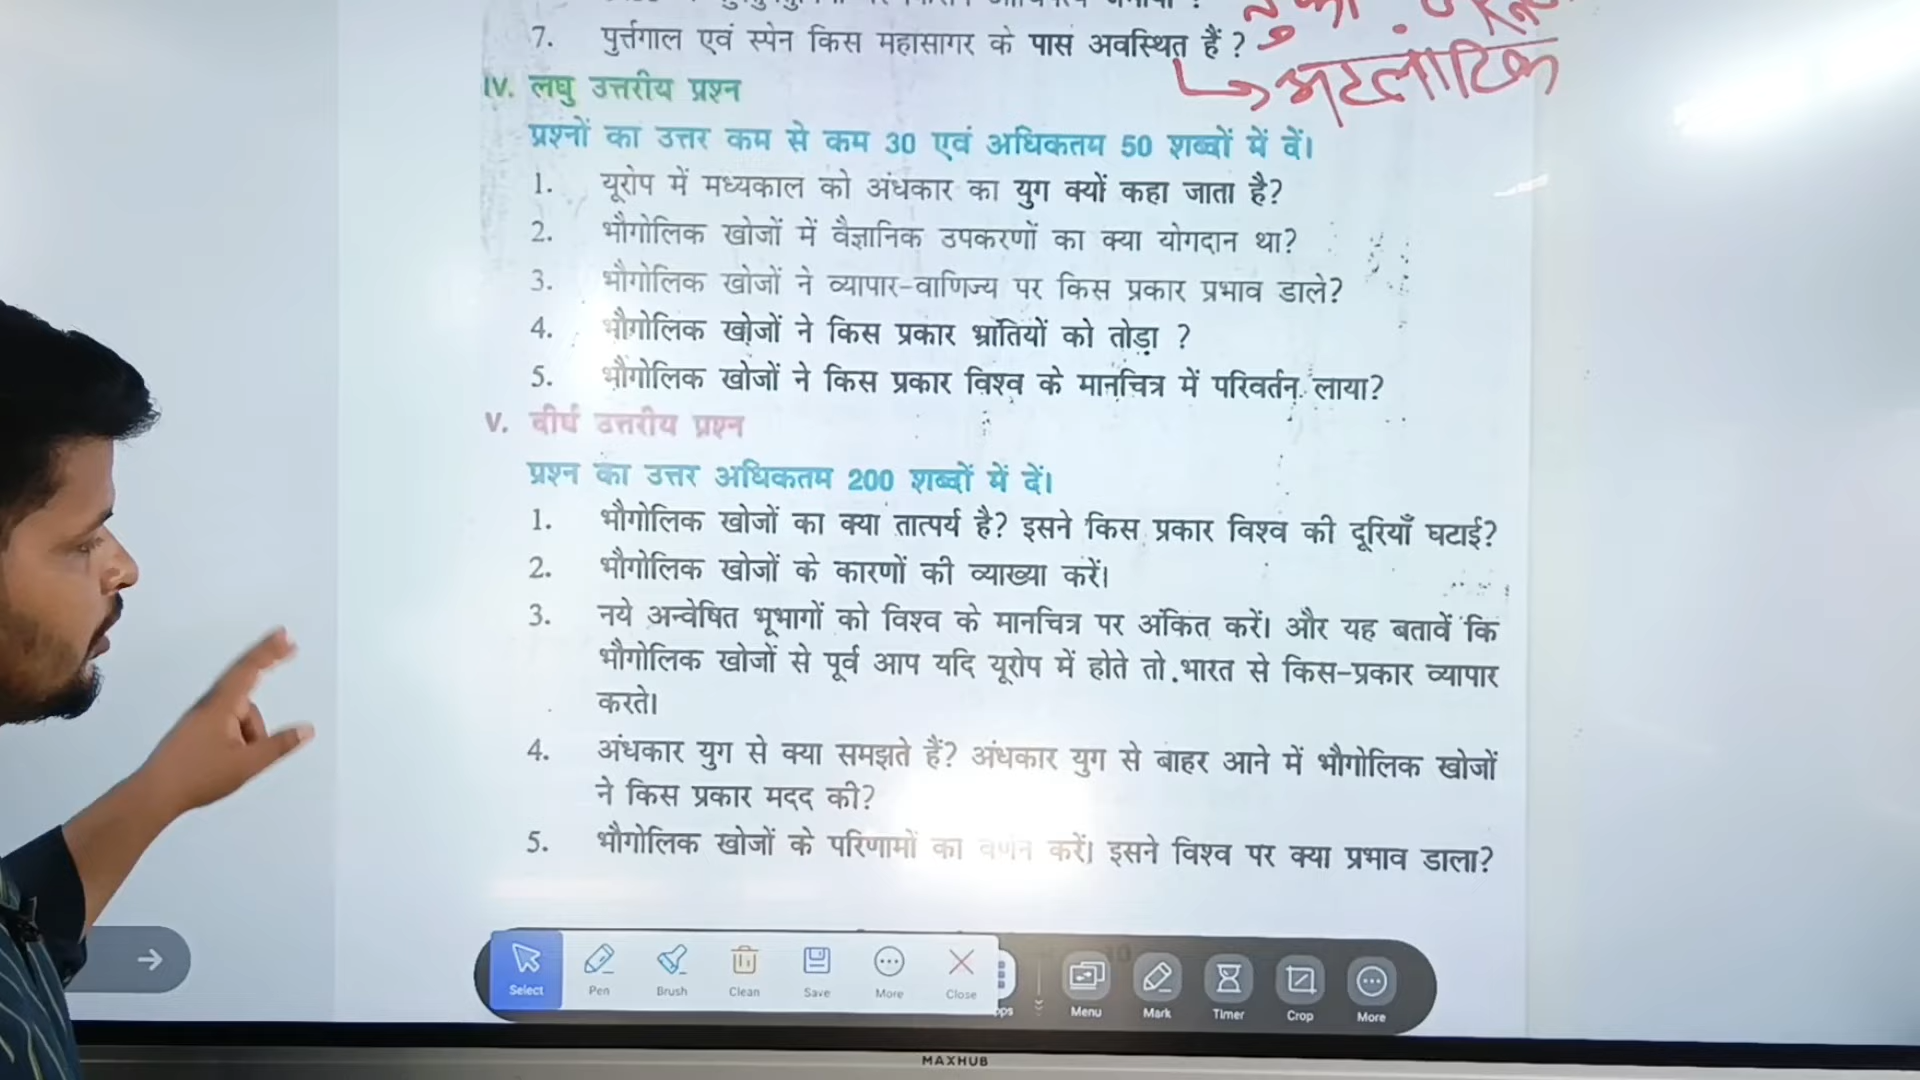 7. पुर्त्तगाल एवं स्पेन किस महासागर के पास अवस्थित हैं ?
अटलांटिक
IV. लघु उत्तरीय प्रश्न
प्रश्नों का उत्तर कम से कम 30 एवं अधिकतम 50 शब्दों में दें।
1. यूरोप में मध्यकाल को अंधकार का युग क्यों कहा जाता है?
2. भौगोलिक खोजों में वैज्ञानिक उपकरणों का क्या योगदान था?
3. भौगोलिक खोजों ने व्यापार-वाणिज्य पर किस प्रकार प्रभाव डाले?
4. भौगोलिक खोजों ने किस प्रकार भ्रांतियों को तोड़ा ?
5. भौगोलिक खोजों ने किस प्रकार विश्व के मानचित्र में परिवर्तन लाया?
V. दीर्घ उत्तरीय प्रश्न
प्रश्न का उत्तर अधिकतम 200 शब्दों में दें।
1. भौगोलिक खोजों का क्या तात्पर्य है? इसने किस प्रकार विश्व की दूरियाँ घटाई?
2. भौगोलिक खोजों के कारणों की व्याख्या करें।
3. नये अन्वेषित भूभागों को विश्व के मानचित्र पर अंकित करें। और यह बतावें कि
भौगोलिक खोजों से पूर्व आप यदि यूरोप में होते तो भारत से किस-प्रकार व्यापार
करते।
4. अंधकार युग से क्या समझते हैं? अंधकार युग से बाहर आने में भौगोलिक खोजों
ने किस प्रकार मदद की?
5. भौगोलिक खोजों के परिणामों का वर्णन करें। इसने विश्व पर क्या प्रभाव डाला?
Select Pen Brush Clean Save More Close Menu Mark Timer Crop More
MAXHUB